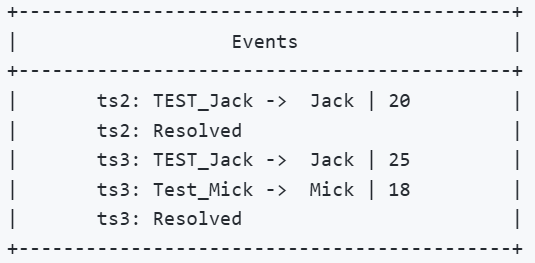 +---------------------------------------------+
|                    Events                   |
+---------------------------------------------+
|       ts2: TEST_Jack ->  Jack | 20          |
|       ts2: Resolved                         |
|       ts3: TEST_Jack ->  Jack | 25          |
|       ts3: Test_Mick ->  Mick | 18          |
|       ts3: Resolved                         |
+---------------------------------------------+